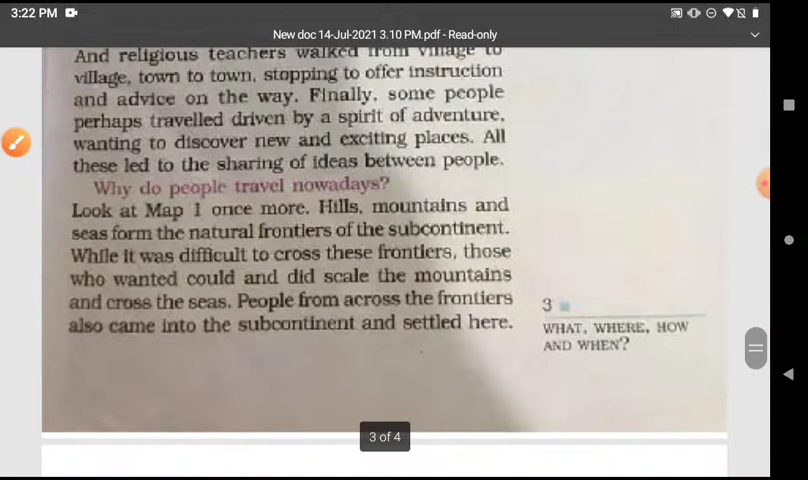 3:22 PM
New doc 14-Jul-2021 3.10 PM.pdf - Read-only
And religious teachers walked from village to
village, town to town, stopping to offer instruction
and advice on the way. Finally, some people
perhaps travelled driven by a spirit of adventure,
wanting to discover new and exciting places. All
these led to the sharing of ideas between people.
Why do people travel nowadays?
Look at Map 1 once more. Hills, mountains and
seas form the natural frontiers of the subcontinent.
While it was difficult to cross these frontiers, those
who wanted could and did scale the mountains
and cross the seas. People from across the frontiers
also came into the subcontinent and settled here.
3
WHAT, WHERE, HOW
AND WHEN?
3 of 4